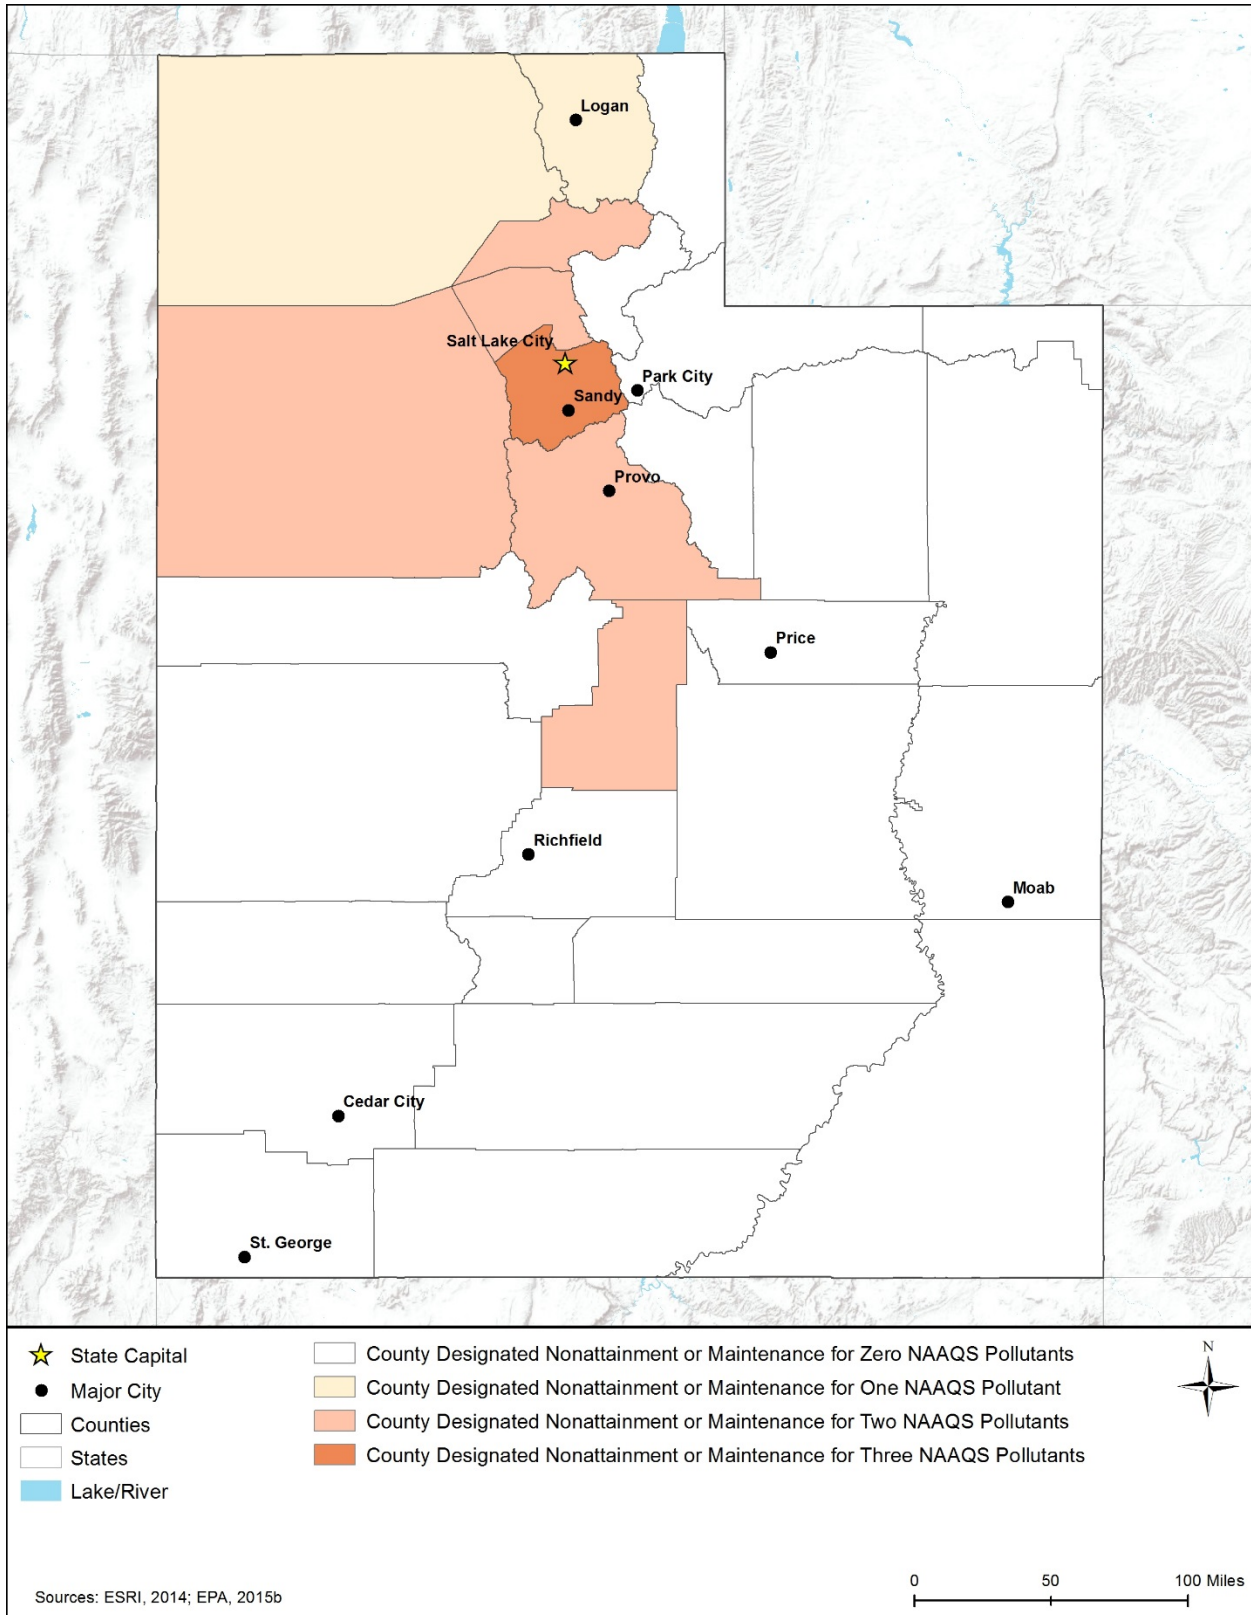 Logan
Salt Lake City
Park City
Sandy
Provo
Price
Richfield
Moab
Cedar City
St. George
State Capital
Major City
Counties
States
Lake/River
County Designated Nonattainment or Maintenance for Zero NAAQS Pollutants
County Designated Nonattainment or Maintenance for One NAAQS Pollutant
County Designated Nonattainment or Maintenance for Two NAAQS Pollutants
County Designated Nonattainment or Maintenance for Three NAAQS Pollutants
N
Sources: ESRI, 2014; EPA, 2015b
0 50 100 Miles